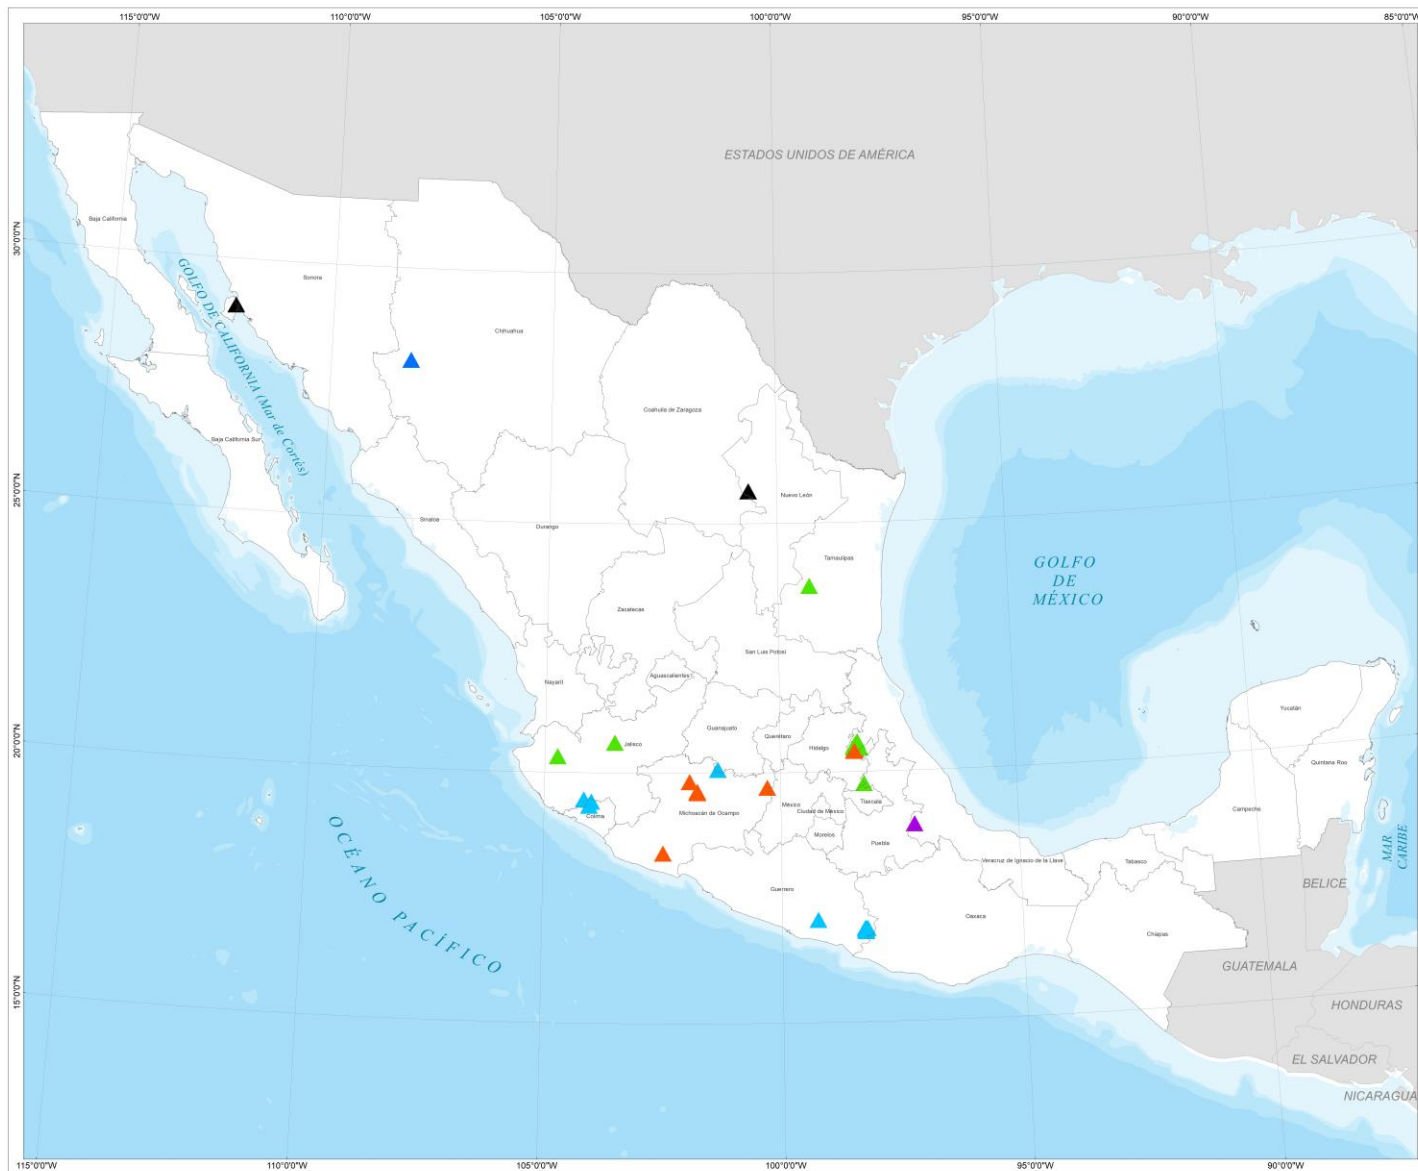 115°0'0"W 110°0'0"W 105°0'0"W 100°0'0"W 95°0'0"W 90°0'0"W 85°0'0"W
ESTADOS UNIDOS DE AMÉRICA
Baja California
30°0'0"N
Sonora
GOLFO DE CALIFORNIA (Mar de Cortés)
Chihuahua
Coahuila de Zaragoza
Baja California Sur
25°0'0"N
Nuevo León
Sinaloa
Durango
Tamaulipas
GOLFO
DE
MÉXICO
Zacatecas
San Luis Potosí
Nayarit
Aguascalientes
Yucatán
Guanajuato
Querétaro
20°0'0"N
Jalisco
Hidalgo
Quintana Roo
Tlaxcala
México
Michoacán de Ocampo
Ciudad de México
Colima
Campeche
Morelos
Puebla
MAR
CARIBE
Veracruz de Ignacio de la Llave
Tabasco
BELICE
Guerrero
Oaxaca
Chiapas
OCÉANO PACÍFICO
GUATEMALA
15°0'0"N
HONDURAS
EL SALVADOR
NICARAGUA
115°0'0"W 110°0'0"W 105°0'0"W 100°0'0"W 95°0'0"W 90°0'0"W